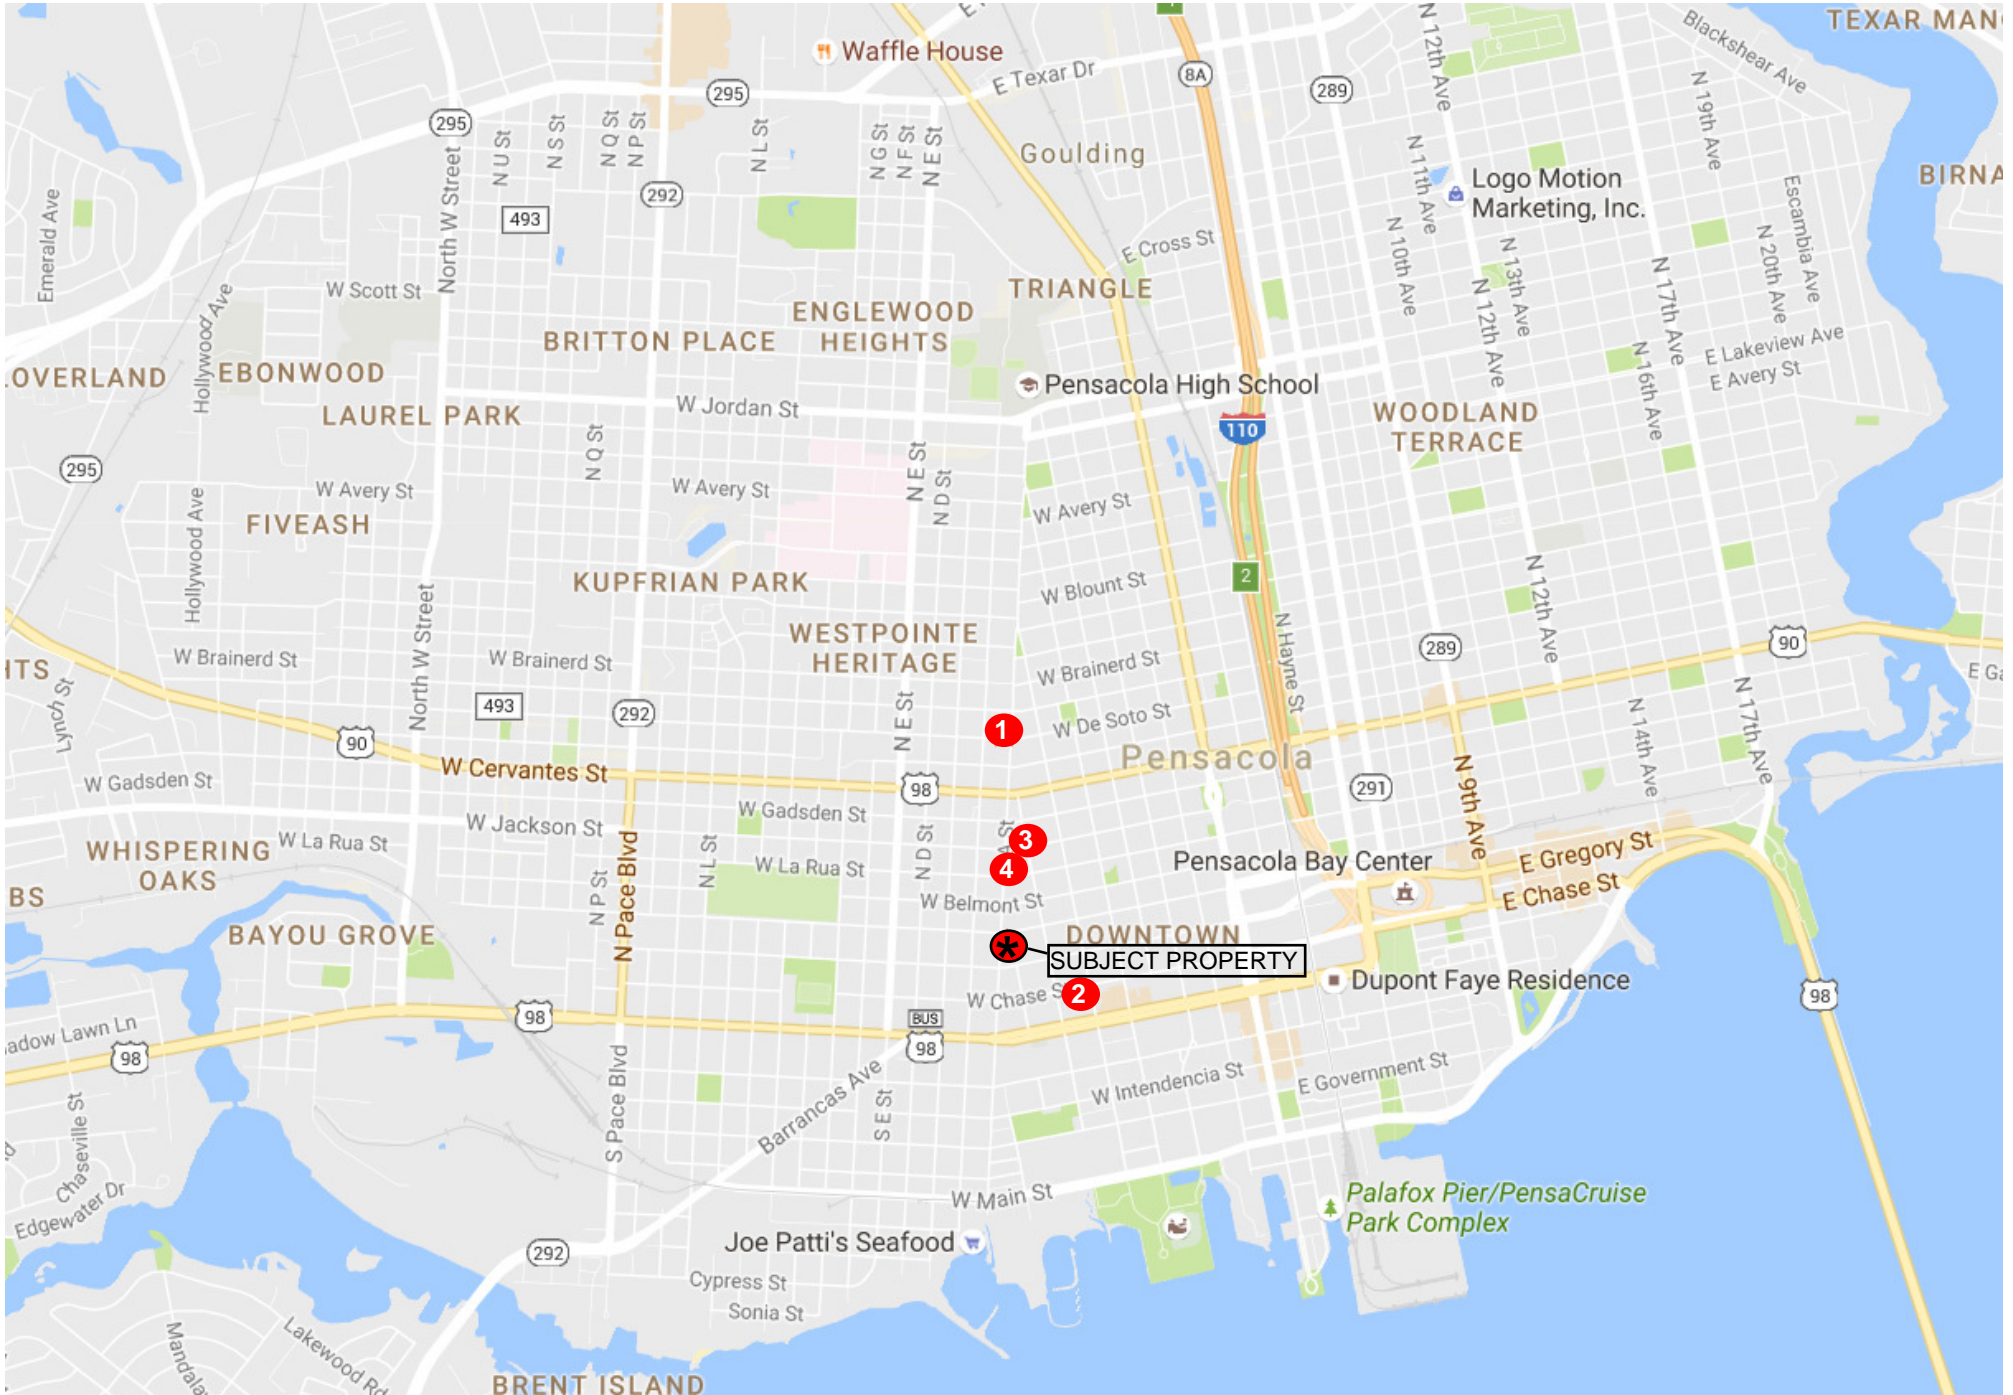 TEXAR MAN
Waffle House
E Texar Dr
8A
295
289
N 12th Ave
Blackshear Ave
N 19th Ave
295
N U St
N S St
N Q St
N P St
N L St
N G St
N F St
N E St
Goulding
N 11th Ave
Logo Motion
Marketing, Inc.
BIRNA
Emerald Ave
North W Street
493
292
E Cross St
N 10th Ave
N 13th Ave
Escambia Ave
N 20th Ave
W Scott St
TRIANGLE
Hollywood Ave
ENGLEWOOD
HEIGHTS
BRITTON PLACE
N 12th Ave
N 17th Ave
N 16th Ave
E Lakeview Ave
E Avery St
OVERLAND
EBONWOOD
Pensacola High School
LAUREL PARK
W Jordan St
110
WOODLAND
TERRACE
295
N Q St
N E St
N D St
W Avery St
W Avery St
W Avery St
FIVEASH
Hollywood Ave
KUPFRIAN PARK
W Blount St
2
N 12th Ave
N Hayne St
WESTPOINTE
HERITAGE
North W Street
W Brainerd St
W Brainerd St
W Brainerd St
289
90
HTS
E Ga
Lynch St
493
292
N E St
1
W De Soto St
N 14th Ave
N 17th Ave
90
Pensacola
W Cervantes St
98
291
N 9th Ave
W Gadsden St
W Gadsden St
W Jackson St
W La Rua St
WHISPERING
OAKS
N Pace Blvd
N L St
N D St
A St
3
4
W La Rua St
Pensacola Bay Center
E Gregory St
E Chase St
BS
N P St
W Belmont St
BAYOU GROVE
*
DOWNTOWN
SUBJECT PROPERTY
W Chase S
2
Dupont Faye Residence
98
98
BUS
98
adow Lawn Ln
98
S Pace Blvd
Barrancas Ave
S E St
W Intendencia St
E Government St
Chaseville St
Edgewater Dr
W Main St
Palafox Pier/PensaCruise
Park Complex
Joe Patti's Seafood
292
Cypress St
Sonia St
Mandala
Lakewood Rd
BRENT ISLAND